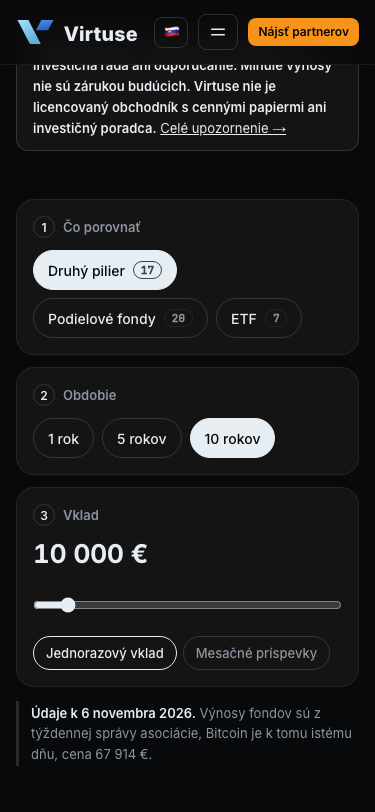 Virtuse
Nájsť partnerov
investičná rada ani odporúčanie. Minulé výnosy
nie sú zárukou budúcich. Virtuse nie je
licencovaný obchodník s cennými papiermi ani
investičný poradca. Celé upozornenie →
1 Čo porovnať
Druhý pilier 17
Podielové fondy 20 ETF 7
2 Obdobie
1 rok 5 rokov 10 rokov
3 Vklad
10 000 €
Jednorazový vklad Mesačné príspevky
Údaje k 6 novembra 2026. Výnosy fondov sú z
týždennej správy asociácie, Bitcoin je k tomu istému
dňu, cena 67 914 €.